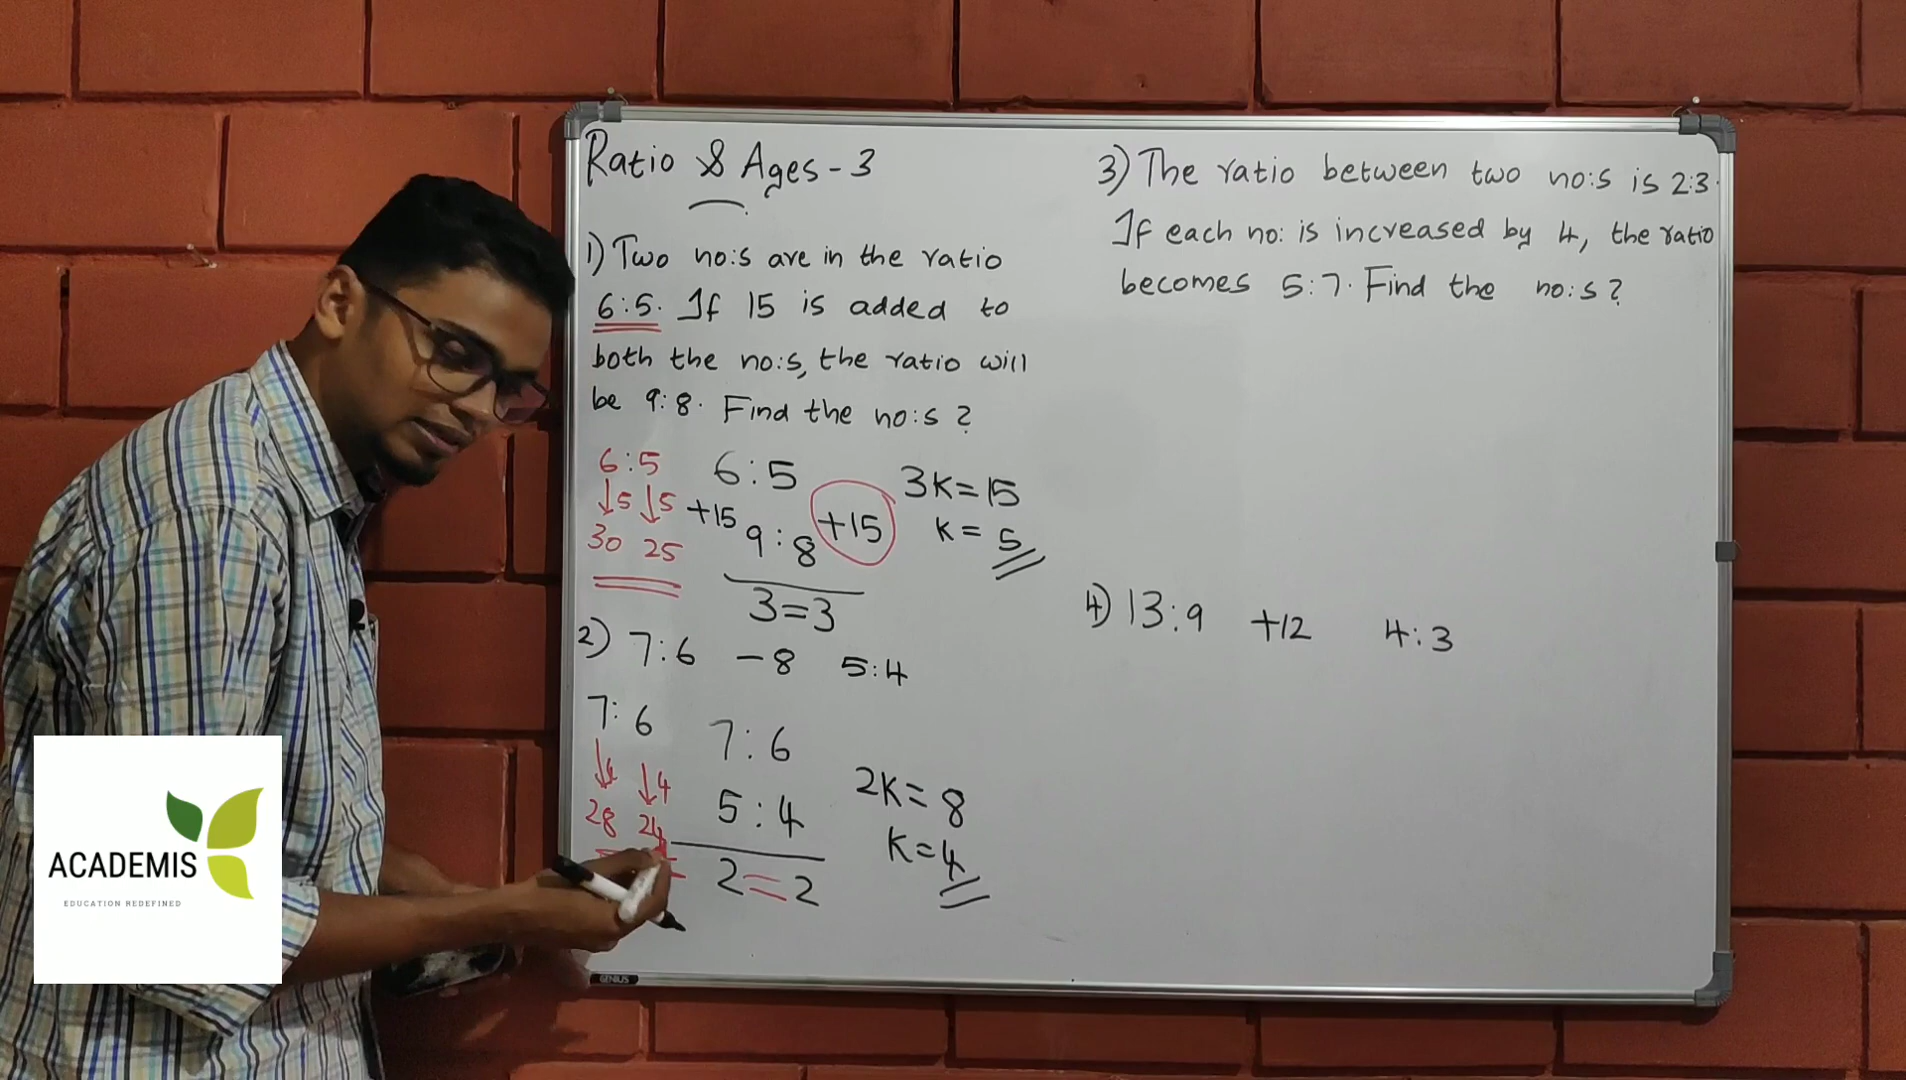 Ratio & Ages - 3
1) Two no:s are in the ratio
6:5. If 15 is added to
both the no:s, the ratio will
be 9:8. Find the no:s ?
6:5
↓5 ↓5
30 25
6:5
+15
9:8 +15
3=3
3K=15
K= 5
2) 7:6 -8 5:4
7:6
↓4 ↓4
28 24
7:6
5:4
2=2
2K= 8
K=4
3) The ratio between two no:s is 2:3.
If each no: is increased by 4, the ratio
becomes 5:7. Find the no:s ?
4) 13:9 +12 4:3
GENIUS
ACADEMIS
EDUCATION REDEFINED